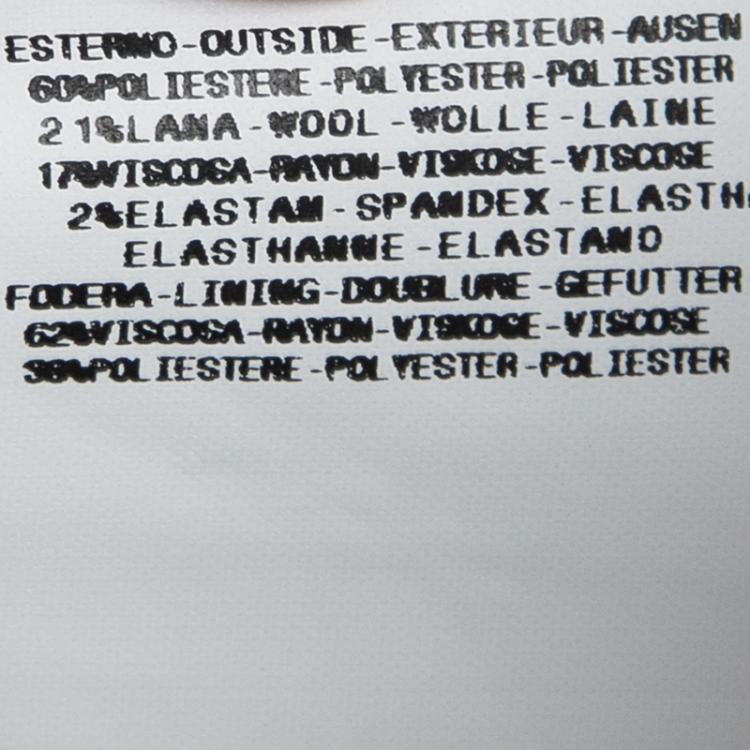 ESTERNO-OUTSIDE-EXTERIEUR-AUSEN
60%POLIESTERE-POLYESTER-POLIESTER
21%LANA-WOOL-WOLLE-LAINE
17%VISCOSA-RAYON-VISKOSE-VISCOSE
2%ELASTAM-SPANDEX-ELASTHA
ELASTHANNE-ELASTANO
FODERA-LINING-DOUBLURE-GEFUTTER
62%VISCOSA-RAYON-VISKOSE-VISCOSE
38%POLIESTERE-POLYESTER-POLIESTER